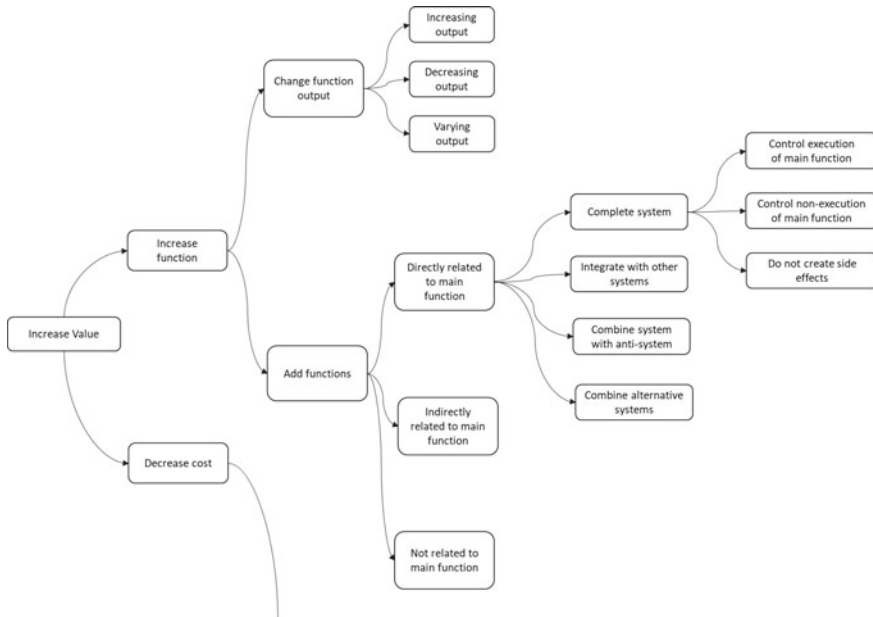 Increasing
output
Change function
output
Decreasing
output
Varying
output
Control execution
of main function
Complete system
Control non-execution
of main function
Increase
function
Directly related
to main
function
Integrate with other
systems
Do not create side
effects
Increase Value
Combine system
with anti-system
Add functions
Combine alternative
systems
Indirectly
related to main
function
Decrease cost
Not related to
main function